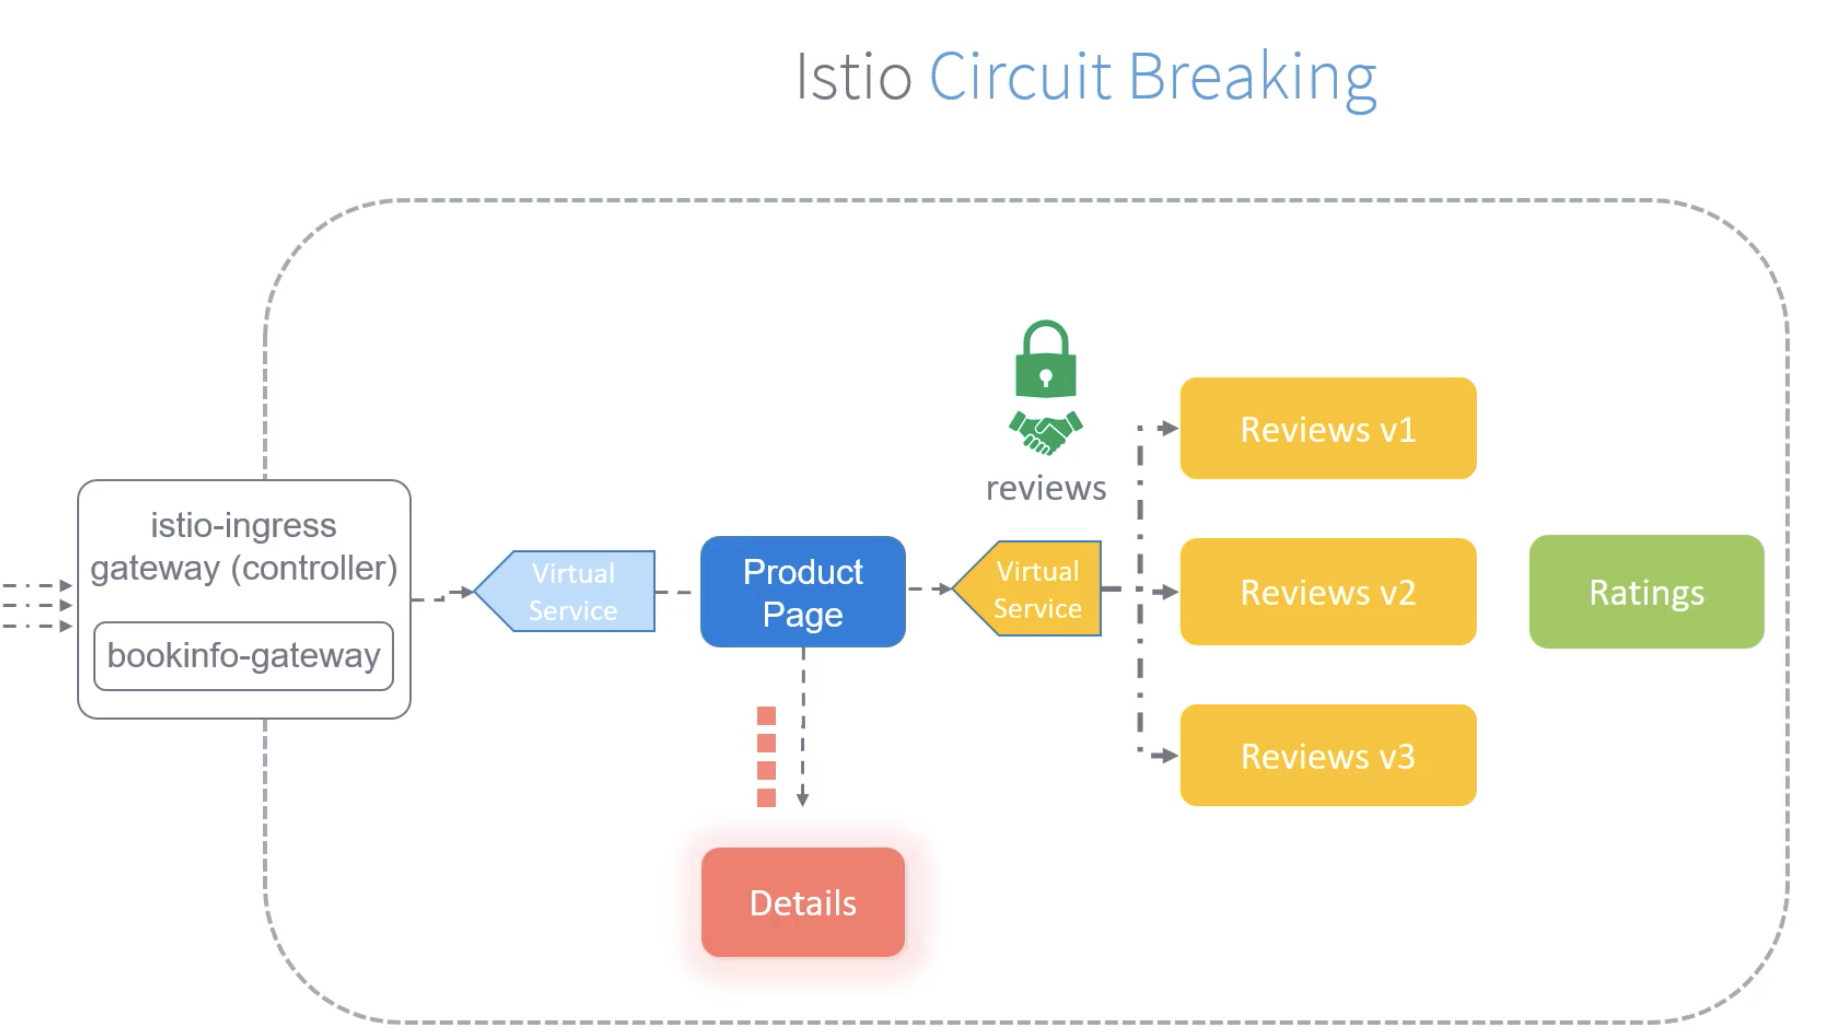 Istio Circuit Breaking
istio-ingress
gateway (controller)
bookinfo-gateway
Virtual
Service
Product
Page
reviews
Virtual
Service
Reviews v1
Reviews v2
Reviews v3
Ratings
Details